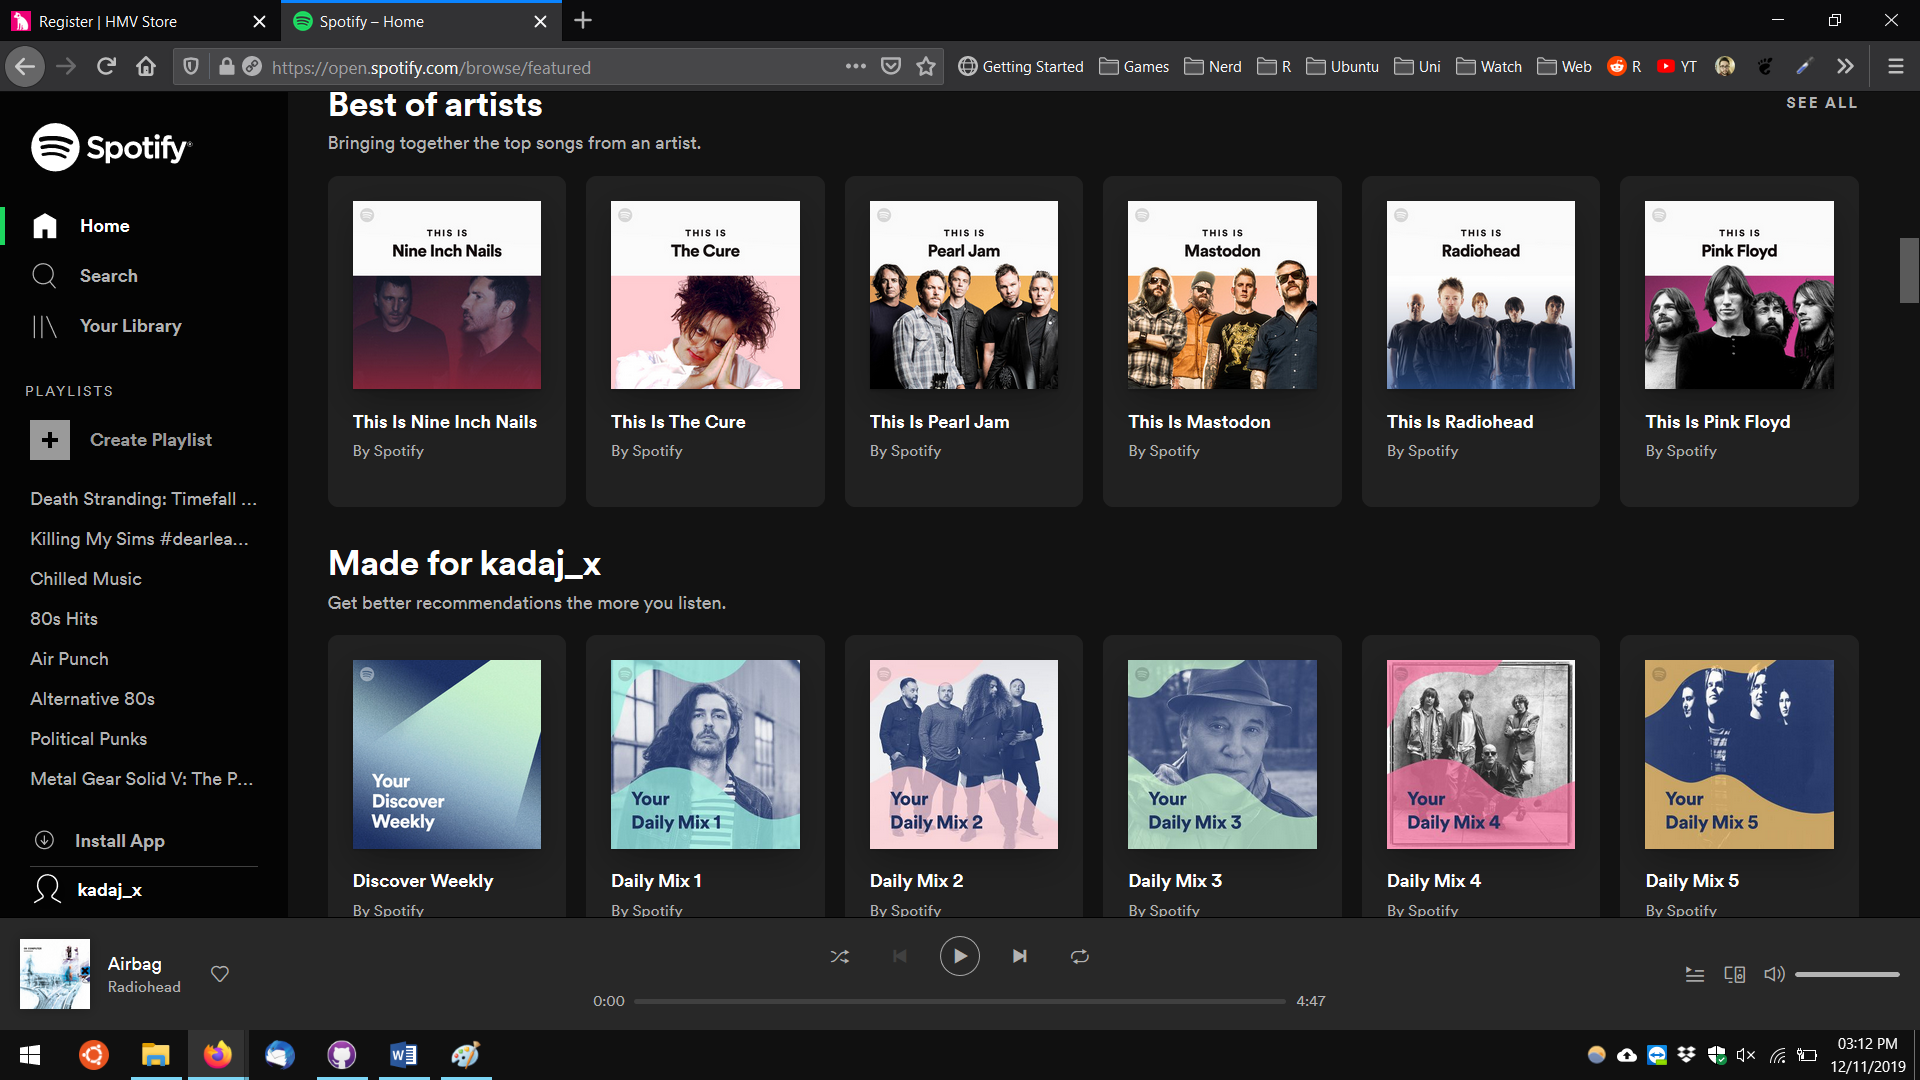 Register | HMV Store
Spotify – Home
https://open.spotify.com/browse/featured
Getting Started
Games
Nerd
R
Ubuntu
Uni
Watch
Web
R
YT
Spotify
Home
Search
Your Library
PLAYLISTS
Create Playlist
Death Stranding: Timefall ...
Killing My Sims #dearlea...
Chilled Music
80s Hits
Air Punch
Alternative 80s
Political Punks
Metal Gear Solid V: The P...
Install App
kadaj_x
Best of artists
SEE ALL
Bringing together the top songs from an artist.
THIS IS
Nine Inch Nails
This Is Nine Inch Nails
By Spotify
THIS IS
The Cure
This Is The Cure
By Spotify
THIS IS
Pearl Jam
This Is Pearl Jam
By Spotify
THIS IS
Mastodon
This Is Mastodon
By Spotify
THIS IS
Radiohead
This Is Radiohead
By Spotify
THIS IS
Pink Floyd
This Is Pink Floyd
By Spotify
Made for kadaj_x
Get better recommendations the more you listen.
Your
Discover
Weekly
Discover Weekly
By Spotify
Your
Daily Mix 1
Daily Mix 1
By Spotify
Your
Daily Mix 2
Daily Mix 2
By Spotify
Your
Daily Mix 3
Daily Mix 3
By Spotify
Your
Daily Mix 4
Daily Mix 4
By Spotify
Your
Daily Mix 5
Daily Mix 5
By Spotify
Airbag
Radiohead
0:00
4:47
03:12 PM
12/11/2019